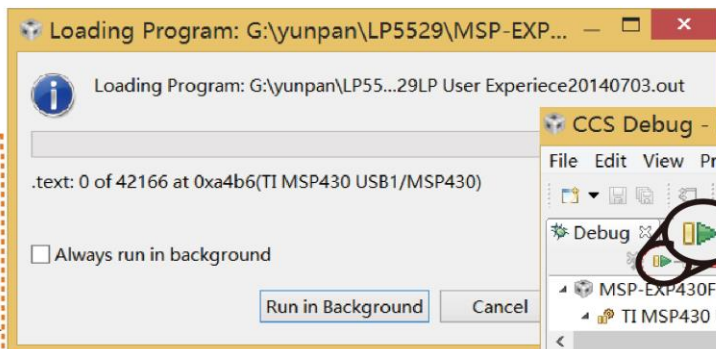 Loading Program: G:\yunpan\LP5529\MSP-EXP...
Loading Program: G:\yunpan\LP55...29LP User Experiece20140703.out
.text: 0 of 42166 at 0xa4b6(TI MSP430 USB1/MSP430)
Always run in background
Run in Background
Cancel
CCS Debug -
File Edit View Pr
Debug
MSP-EXP430F
TI MSP430